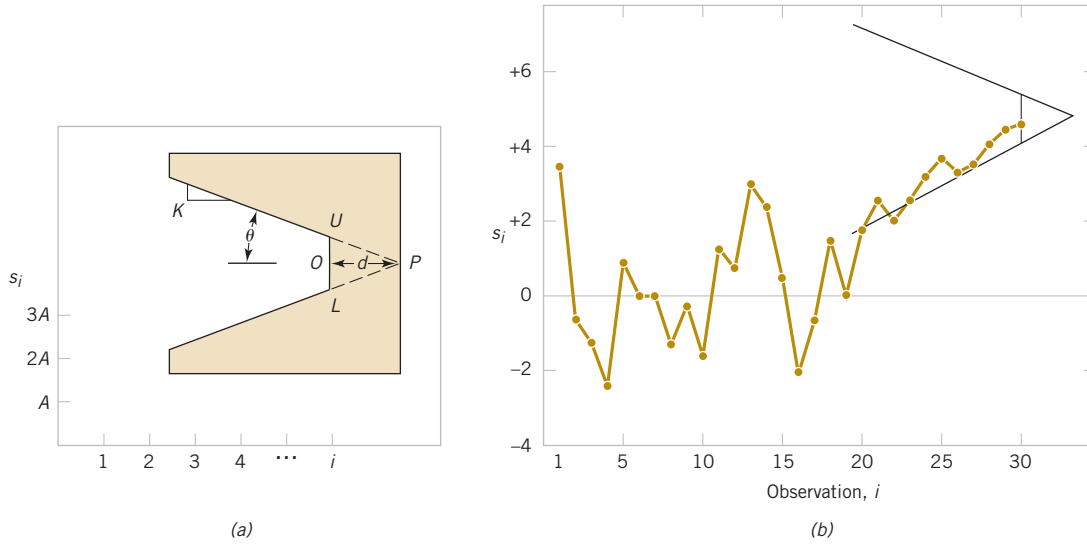 K
θ
U
O
d
P
L
s_i
3A
2A
A
1 2 3 4 ... i
(a)
+6
+4
+2
0
−2
−4
s_i
1 5 10 15 20 25 30
Observation, i
(b)